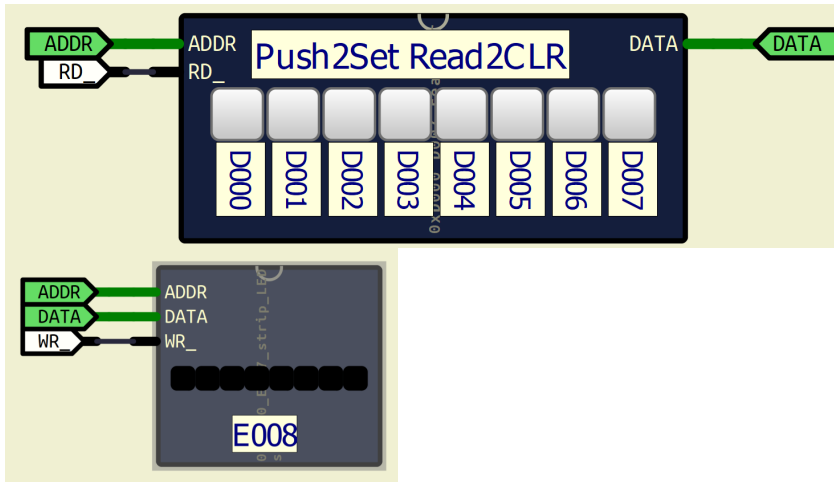 ADDR ADDR Push2Set Read2CLR DATA DATA
RD_ RD_
D000 D001 D002 D003 D004 D005 D006 D007
ADDR ADDR
DATA DATA
WR_ WR_
E008